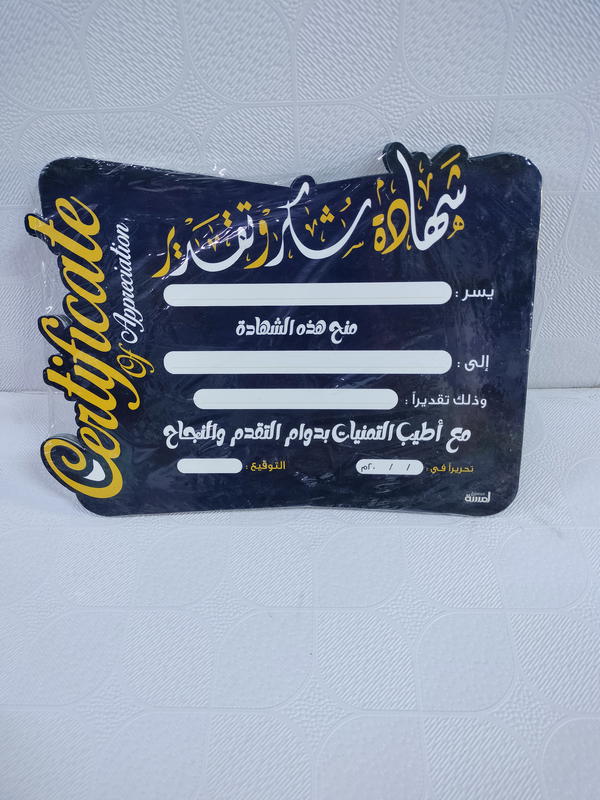 شهادة شكر وتقدير
Certificate
Of Appreciation
يسر :
منح هذه الشهادة
إلى :
وذلك تقديراً :
مع أطيب التمنيات بدوام التقدم والنجاح
تحريراً في : / / ٢٠م
التوقيع :
لمسة